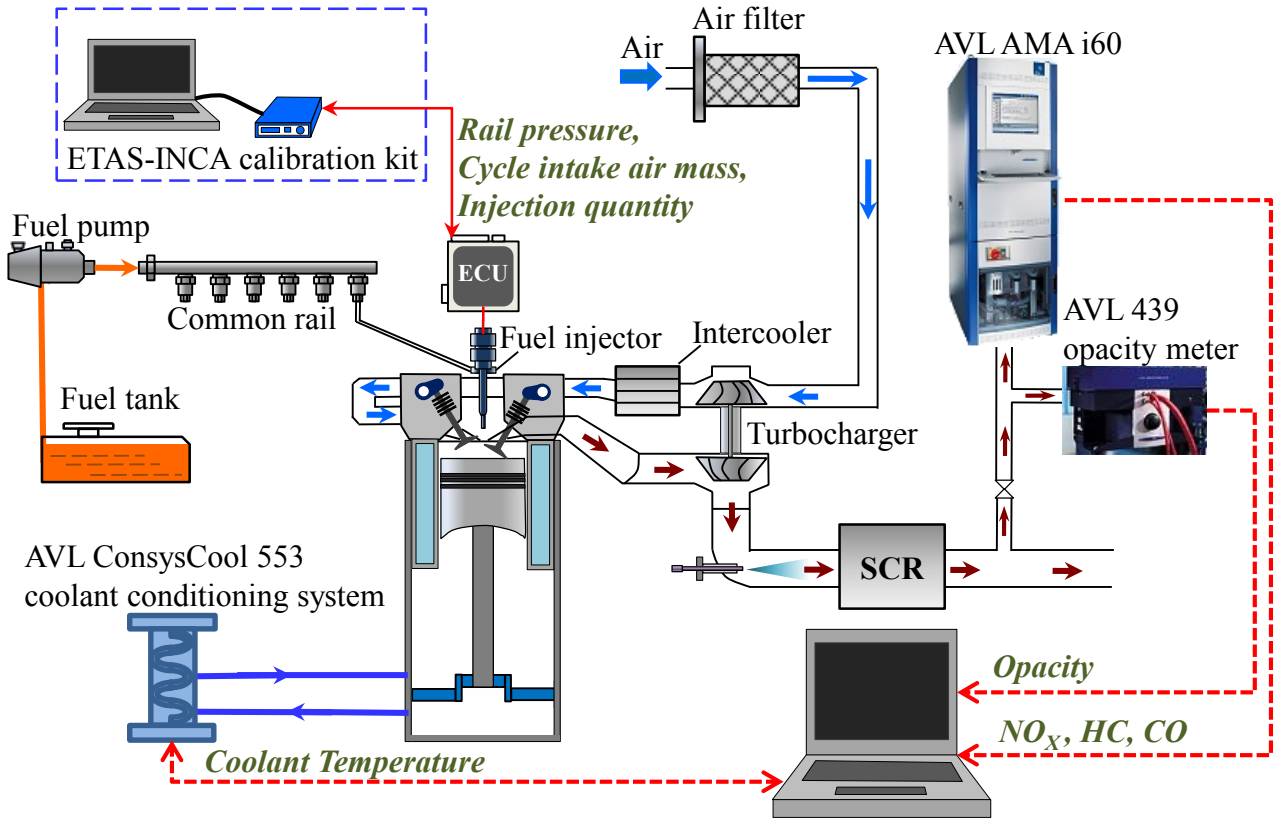 Air filter
Air
AVL AMA i60
ETAS-INCA calibration kit
Rail pressure,
Cycle intake air mass,
Injection quantity
Fuel pump
ECU
Common rail
Fuel injector
Intercooler
AVL 439
opacity meter
Fuel tank
Turbocharger
AVL ConsysCool 553
coolant conditioning system
SCR
Opacity
NOX, HC, CO
Coolant Temperature